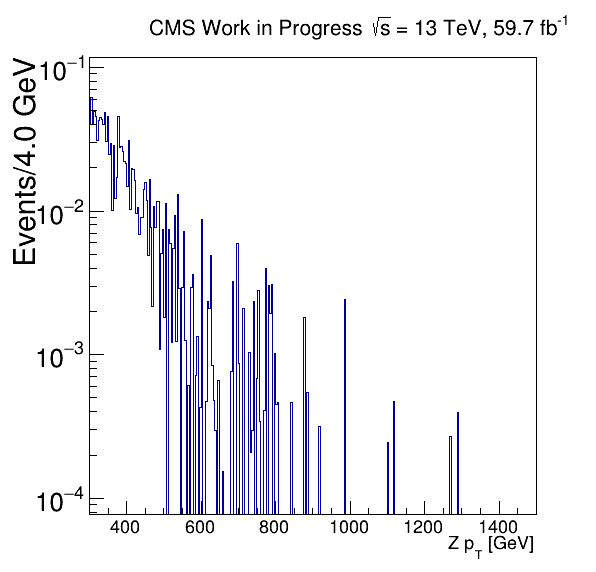 CMS Work in Progress √s = 13 TeV, 59.7 fb⁻¹
Events/4.0 GeV
10⁻¹
10⁻²
10⁻³
10⁻⁴
400 600 800 1000 1200 1400
Z p_T [GeV]